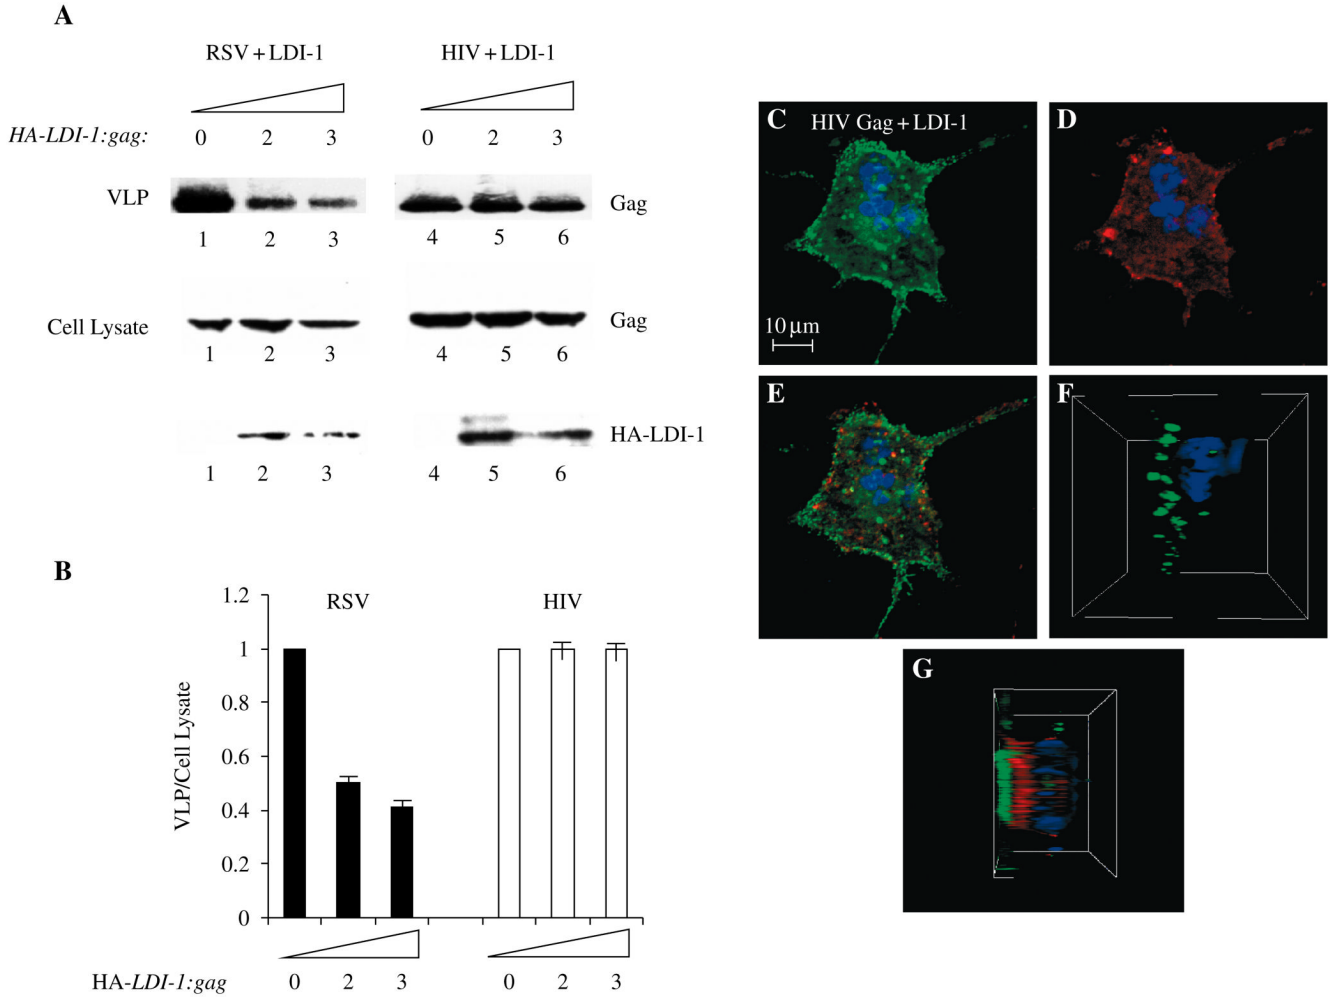 A
RSV + LDI-1
HIV + LDI-1
HA-LDI-1:gag:
0 2 3
0 2 3
VLP
Gag
1 2 3
4 5 6
Cell Lysate
Gag
1 2 3
4 5 6
HA-LDI-1
1 2 3
4 5 6
B
RSV
HIV
VLP/Cell Lysate
1.2
1
0.8
0.6
0.4
0.2
0
HA-LDI-1:gag
0 2 3
0 2 3
C
HIV Gag + LDI-1
10 μm
D
E
F
G